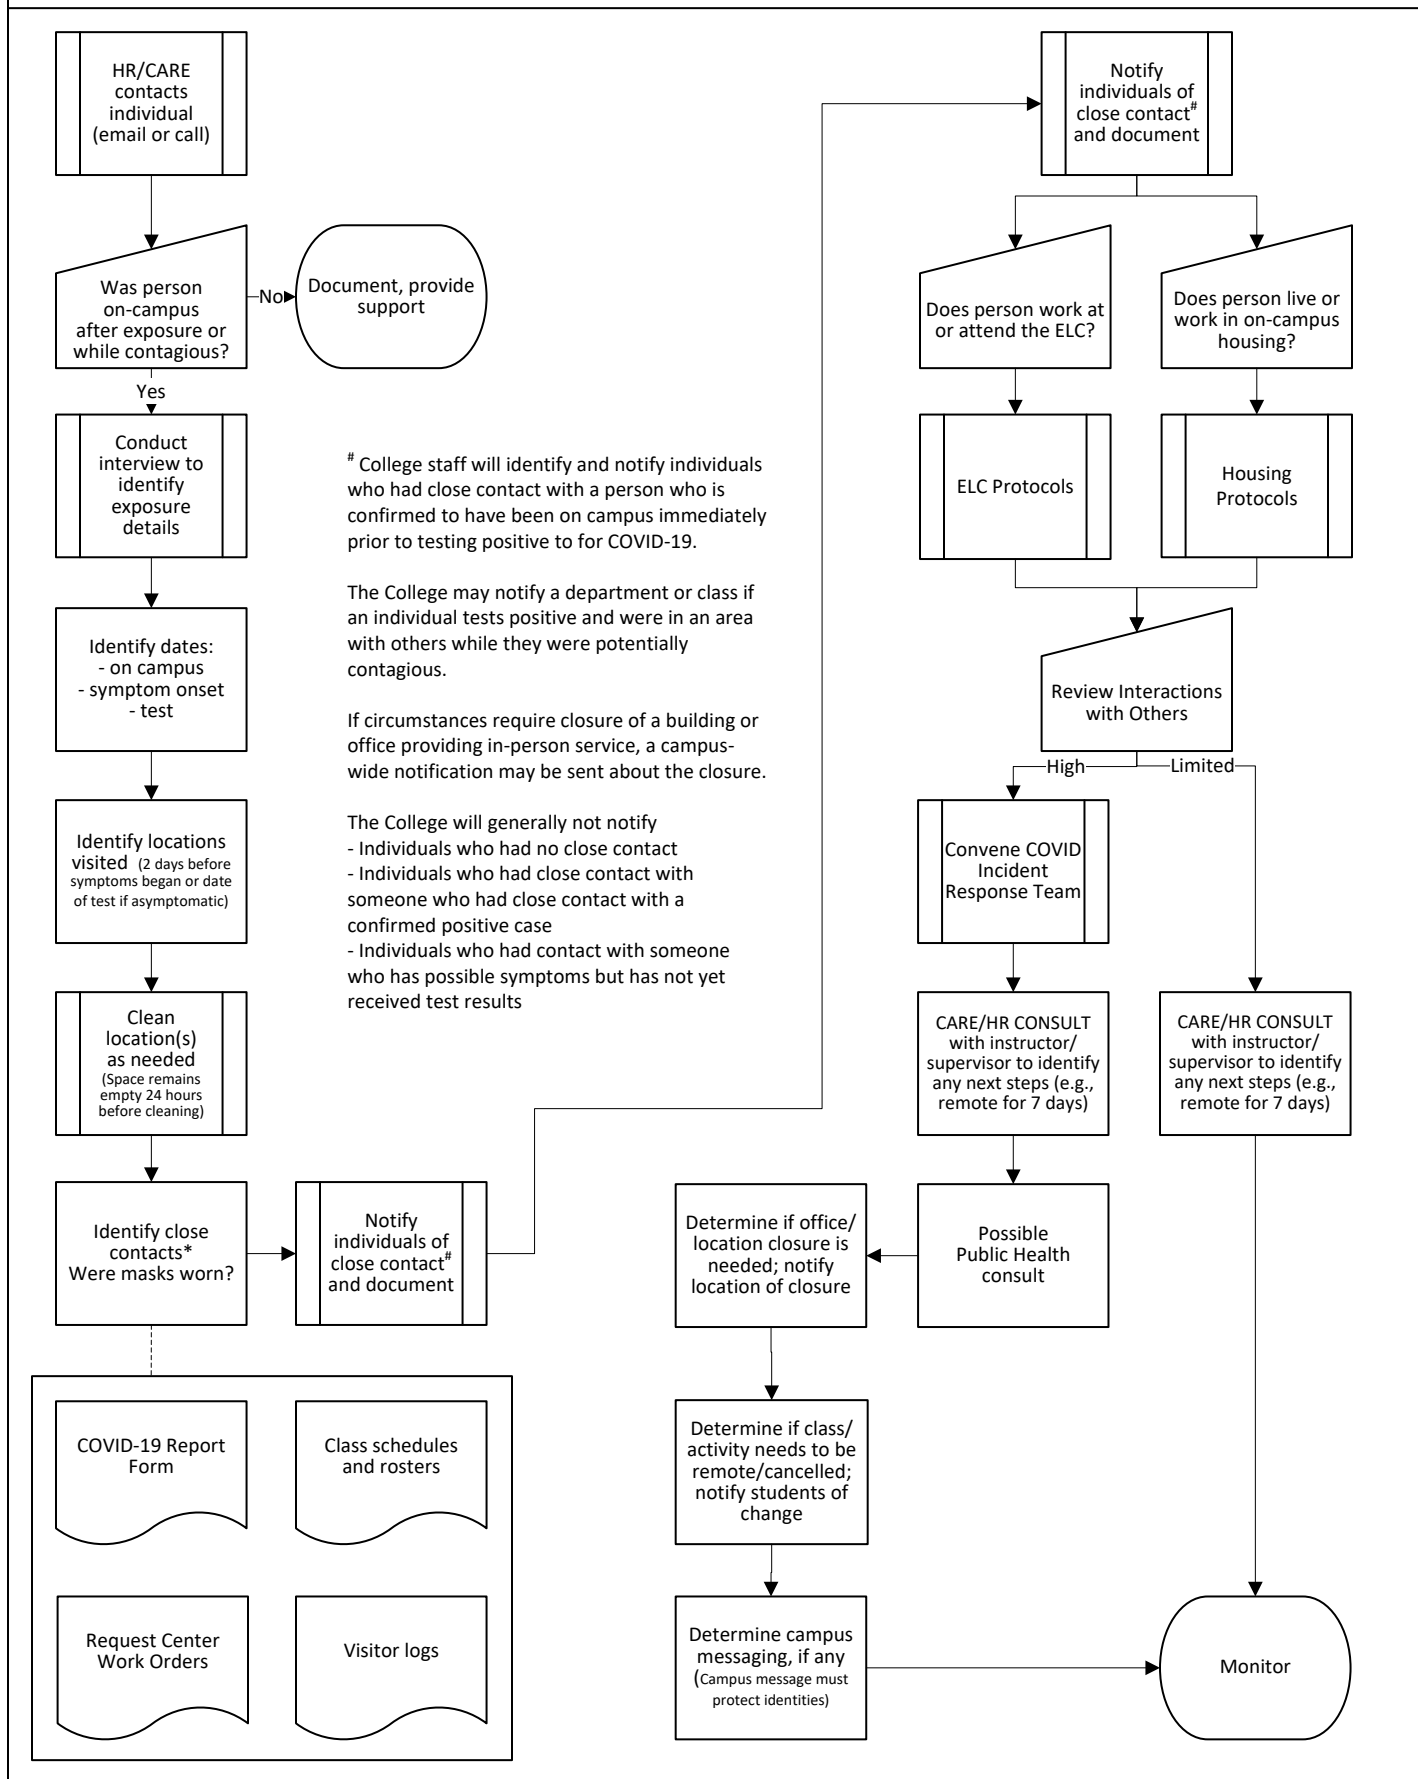 HR/CARE
contacts
individual
(email or call)
Was person
on-campus
after exposure or
while contagious?
No
Document, provide
support
Yes
Conduct
interview to
identify
exposure
details
Identify dates:
- on campus
- symptom onset
- test
Identify locations
visited (2 days before
symptoms began or date
of test if asymptomatic)
Clean
location(s)
as needed
(Space remains
empty 24 hours
before cleaning)
Identify close
contacts*
Were masks worn?
Notify
individuals of
close contact#
and document
COVID-19 Report
Form
Class schedules
and rosters
Request Center
Work Orders
Visitor logs
# College staff will identify and notify individuals
who had close contact with a person who is
confirmed to have been on campus immediately
prior to testing positive to for COVID-19.
The College may notify a department or class if
an individual tests positive and were in an area
with others while they were potentially
contagious.
If circumstances require closure of a building or
office providing in-person service, a campus-
wide notification may be sent about the closure.
The College will generally not notify
- Individuals who had no close contact
- Individuals who had close contact with
someone who had close contact with a
confirmed positive case
- Individuals who had contact with someone
who has possible symptoms but has not yet
received test results
Notify
individuals of
close contact#
and document
Does person work at
or attend the ELC?
Does person live or
work in on-campus
housing?
ELC Protocols
Housing
Protocols
Review Interactions
with Others
High
Limited
Convene COVID
Incident
Response Team
CARE/HR CONSULT
with instructor/
supervisor to identify
any next steps (e.g.,
remote for 7 days)
CARE/HR CONSULT
with instructor/
supervisor to identify
any next steps (e.g.,
remote for 7 days)
Possible
Public Health
consult
Determine if office/
location closure is
needed; notify
location of closure
Determine if class/
activity needs to be
remote/cancelled;
notify students of
change
Determine campus
messaging, if any
(Campus message must
protect identities)
Monitor